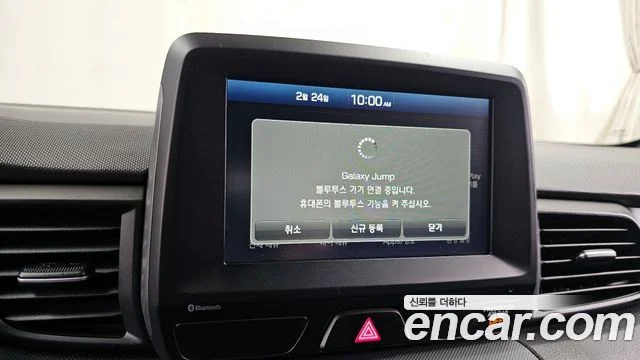 2월 24일 10:00 AM
Galaxy Jump
블루투스 기기 연결 중입니다.
휴대폰의 블루투스 기능을 켜 주십시오.
취소 신규 등록 닫기
Bluetooth
신뢰를 더하다
encar.com